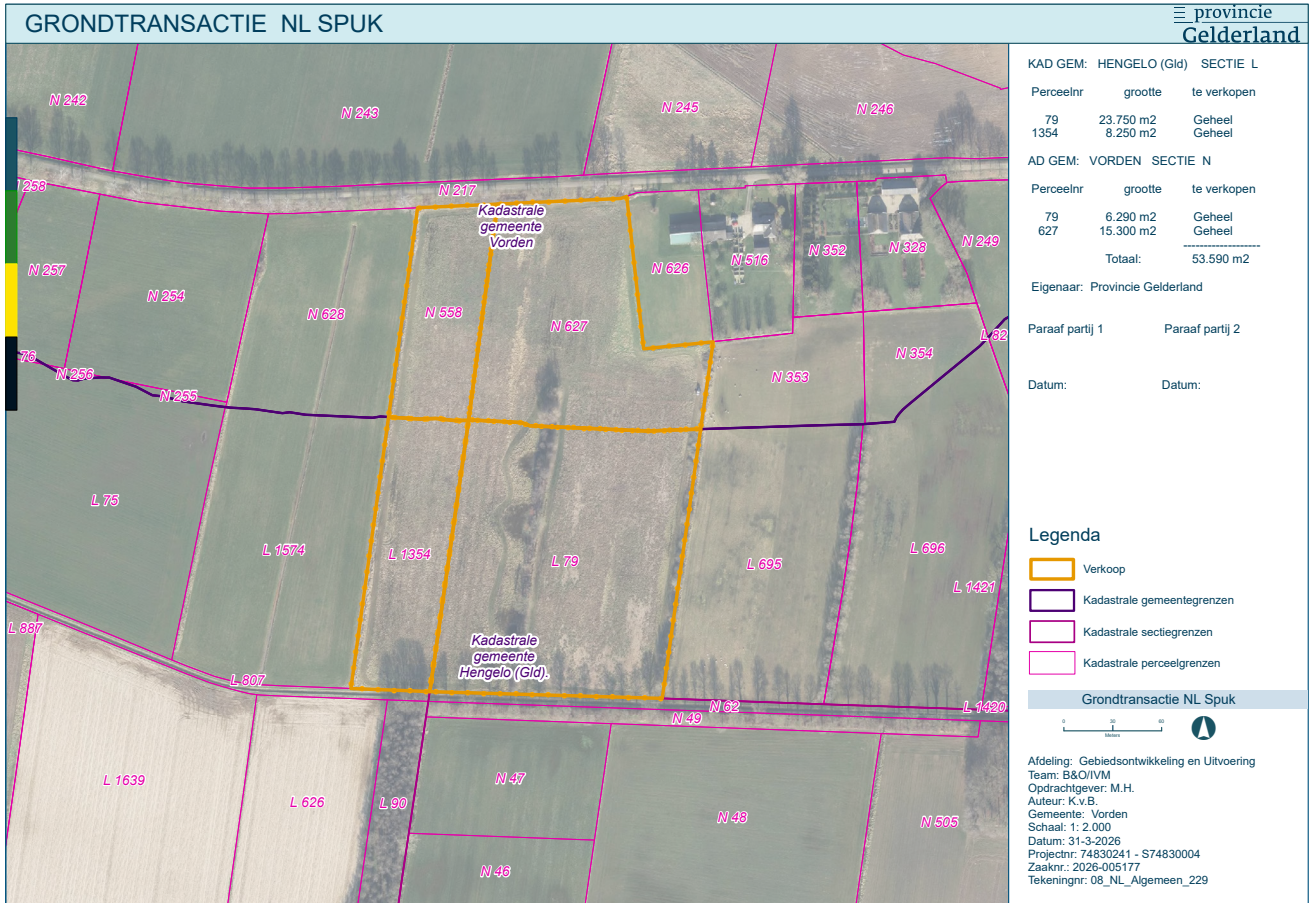 GRONDTRANSACTIE NL SPUK
provincie
Gelderland
N 242
N 243
N 245
N 246
258
N 217
Kadastrale
gemeente
Vorden
N 257
N 254
N 628
N 558
N 627
N 626
N 516
N 352
N 328
N 249
L 82
76
N 256
N 255
N 353
N 354
L 75
L 1574
L 1354
L 79
L 695
L 696
L 1421
L 887
L 807
Kadastrale
gemeente
Hengelo (Gld).
N 62
N 49
L 1420
L 1639
L 626
L 90
N 47
N 48
N 505
N 46
KAD GEM: HENGELO (Gld) SECTIE L
Perceelnr grootte te verkopen
79 23.750 m2 Geheel
1354 8.250 m2 Geheel
AD GEM: VORDEN SECTIE N
Perceelnr grootte te verkopen
79 6.290 m2 Geheel
627 15.300 m2 Geheel
-------------------
Totaal: 53.590 m2
Eigenaar: Provincie Gelderland
Paraaf partij 1 Paraaf partij 2
Datum: Datum:
Legenda
Verkoop
Kadastrale gemeentegrenzen
Kadastrale sectiegrenzen
Kadastrale perceelgrenzen
Grondtransactie NL Spuk
0 30 60
Meters
Afdeling: Gebiedsontwikkeling en Uitvoering
Team: B&O/IVM
Opdrachtgever: M.H.
Auteur: K.v.B.
Gemeente: Vorden
Schaal: 1: 2.000
Datum: 31-3-2026
Projectnr: 74830241 - S74830004
Zaaknr.: 2026-005177
Tekeningnr: 08_NL_Algemeen_229